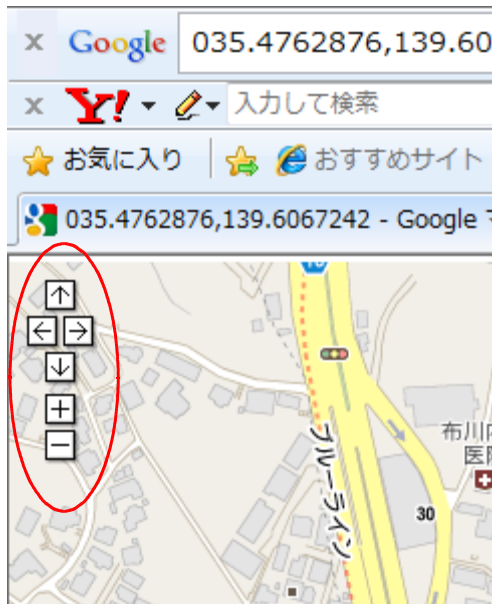 x Google 035.4762876,139.60
x Y! 入力して検索
お気に入り おすすめサイト
035.4762876,139.6067242 - Google
ブルーライン
布川内
医院
30